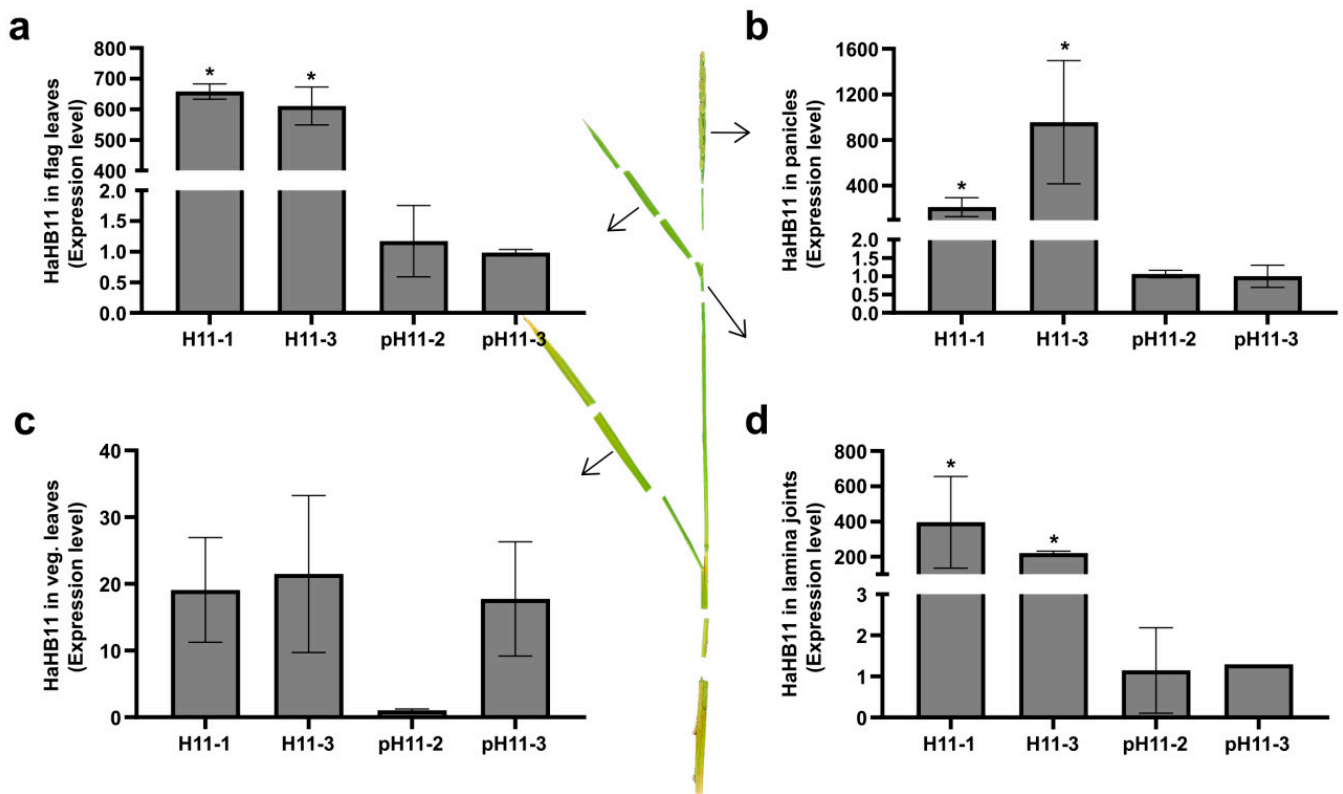 a
HaHB11 in flag leaves
(Expression level)
800
700
600
500
400
2.0
1.5
1.0
0.5
0.0
* *
H11-1 H11-3 pH11-2 pH11-3
b
HaHB11 in panicles
(Expression level)
1600
1200
800
400
2.0
1.5
1.0
0.5
0.0
* *
H11-1 H11-3 pH11-2 pH11-3
c
HaHB11 in veg. leaves
(Expression level)
40
30
20
10
0
H11-1 H11-3 pH11-2 pH11-3
d
HaHB11 in lamina joints
(Expression level)
800
600
400
200
3
2
1
0
* *
H11-1 H11-3 pH11-2 pH11-3